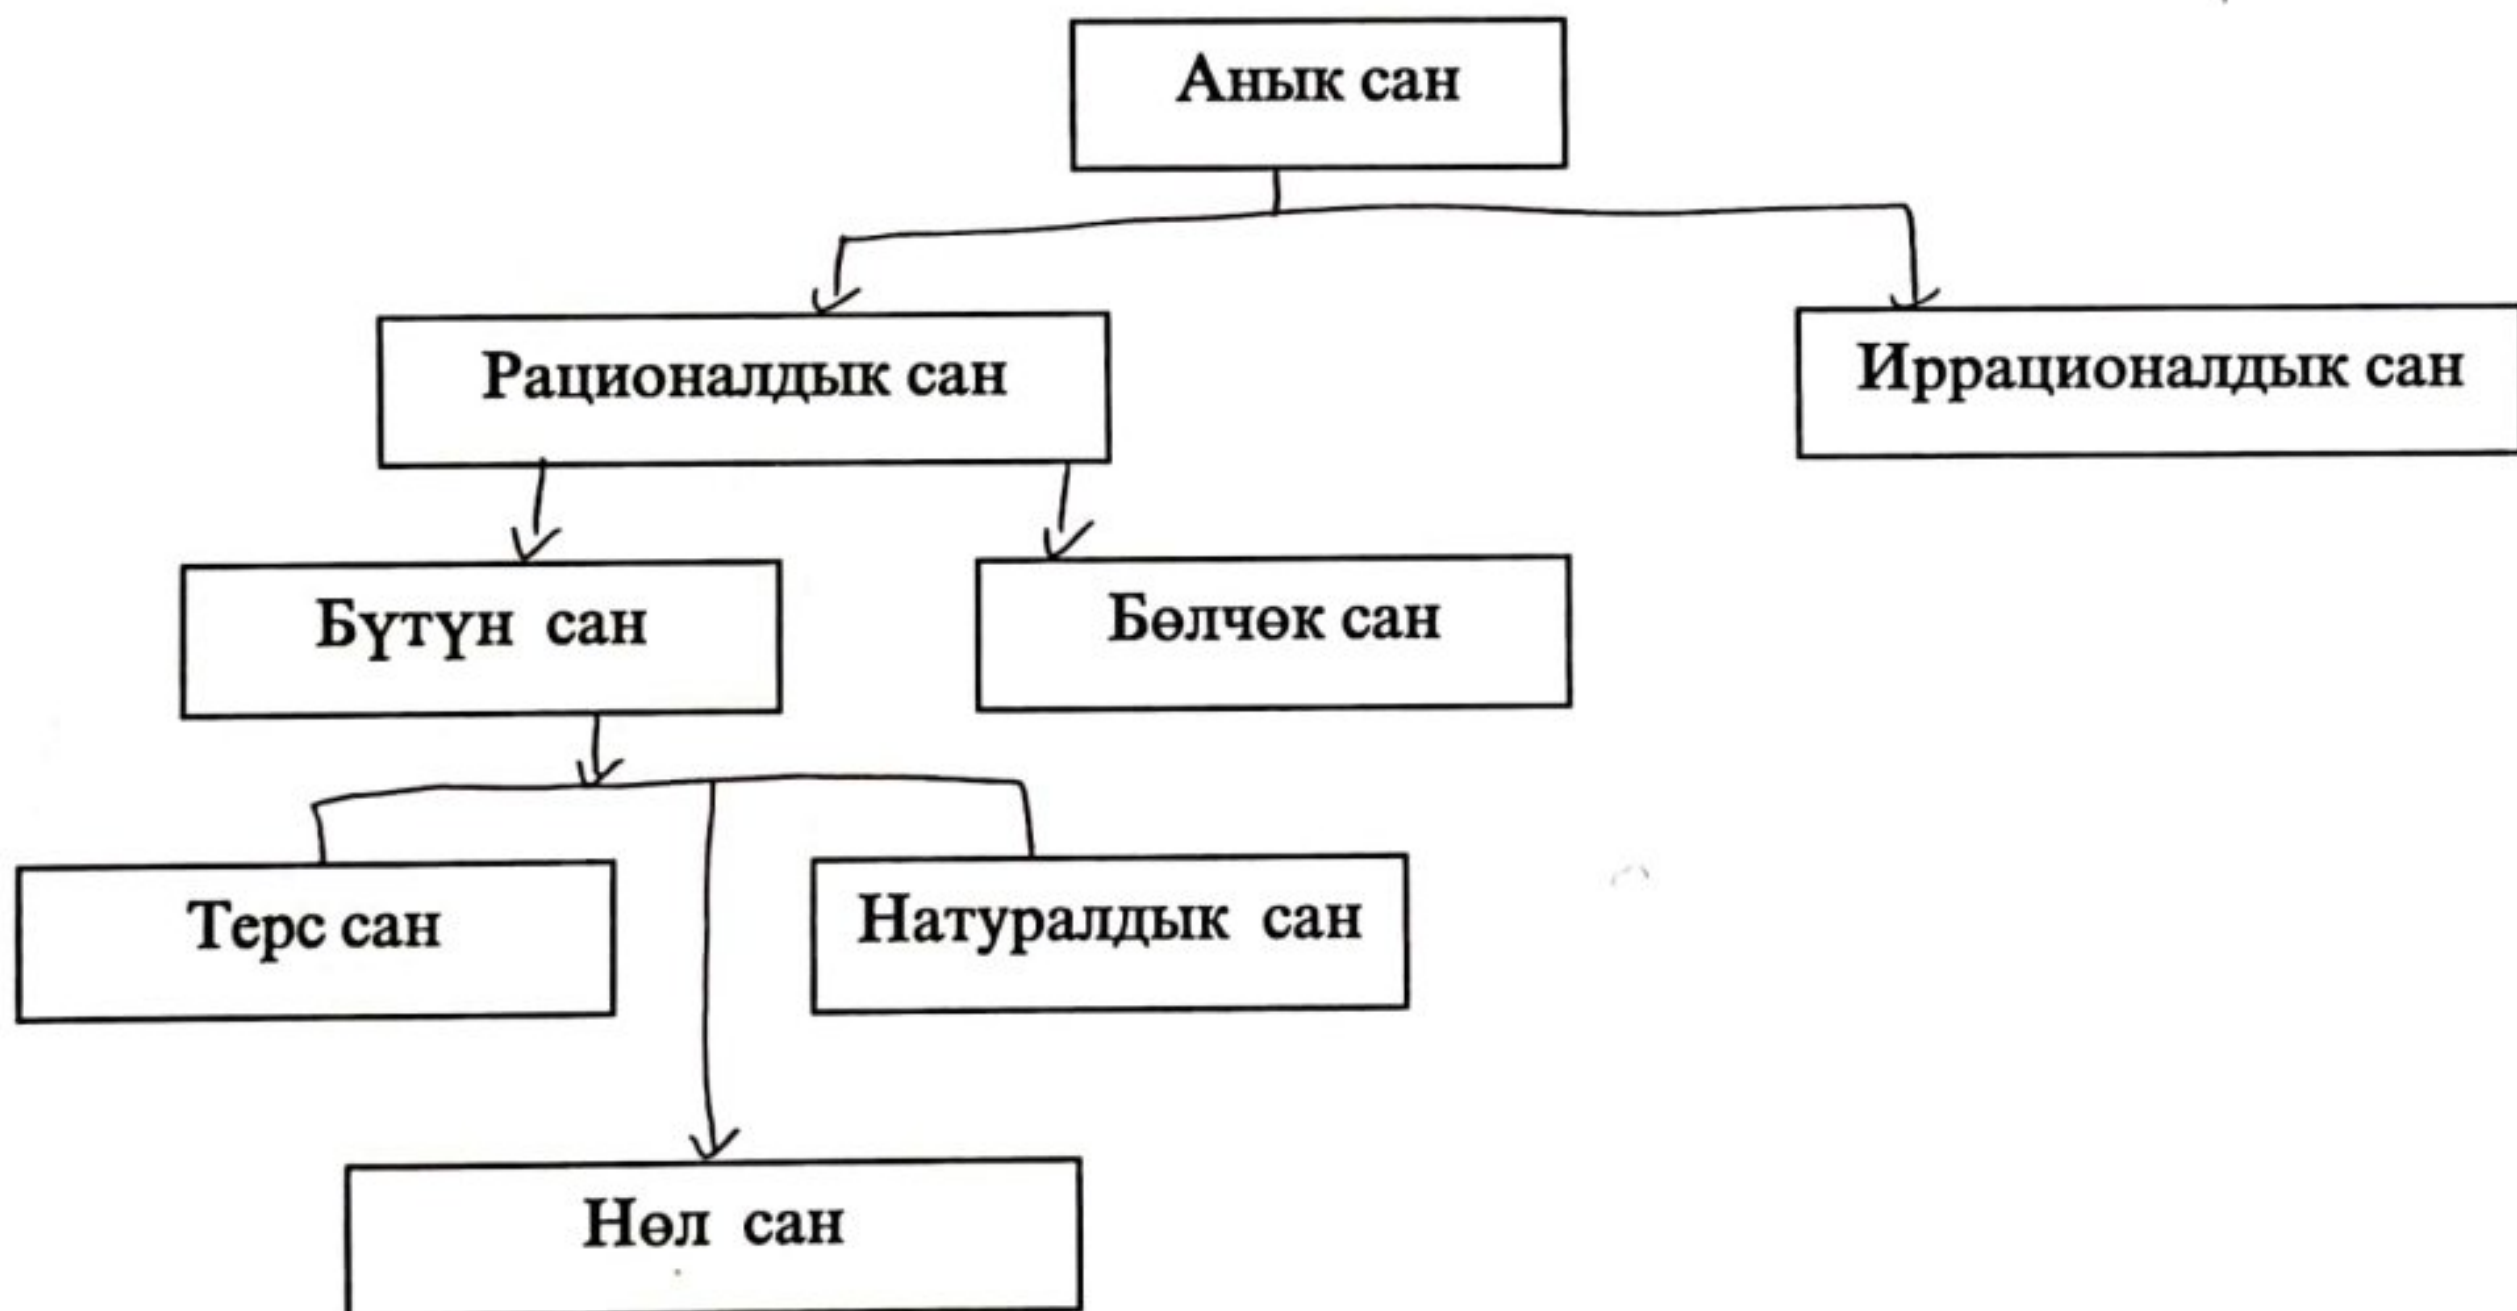 Анык сан
Рационалдык сан
Иррационалдык сан
Бүтүн сан
Бөлчөк сан
Терс сан
Натуралдык сан
Нөл сан